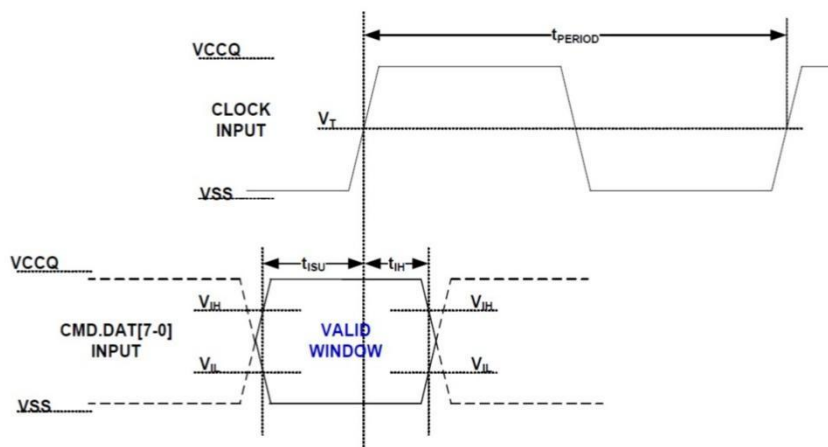 tPERIOD
VCCQ
CLOCK
INPUT
VT
VSS
VCCQ
tISU
tIH
VIH
VIH
CMD.DAT[7-0]
INPUT
VALID
WINDOW
VIL
VIL
VSS